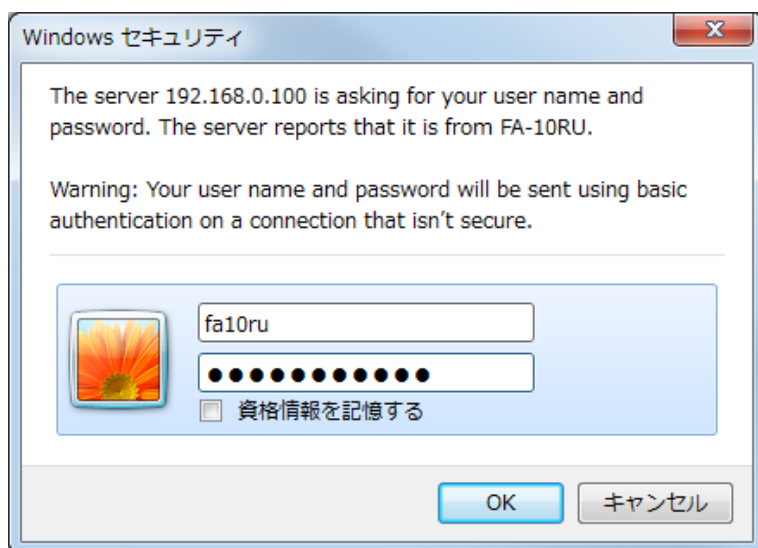 Windows セキュリティ
The server 192.168.0.100 is asking for your user name and
password. The server reports that it is from FA-10RU.
Warning: Your user name and password will be sent using basic
authentication on a connection that isn't secure.
fa10ru
●●●●●●●●●●●
資格情報を記憶する
OK
キャンセル